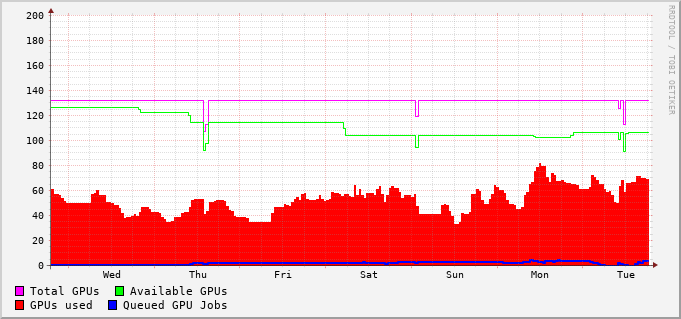 200
180
160
140
120
100
80
60
40
20
0
Wed Thu Fri Sat Sun Mon Tue
Total GPUs Available GPUs
GPUs used Queued GPU Jobs
RRDTOOL / TOBI OETIKER